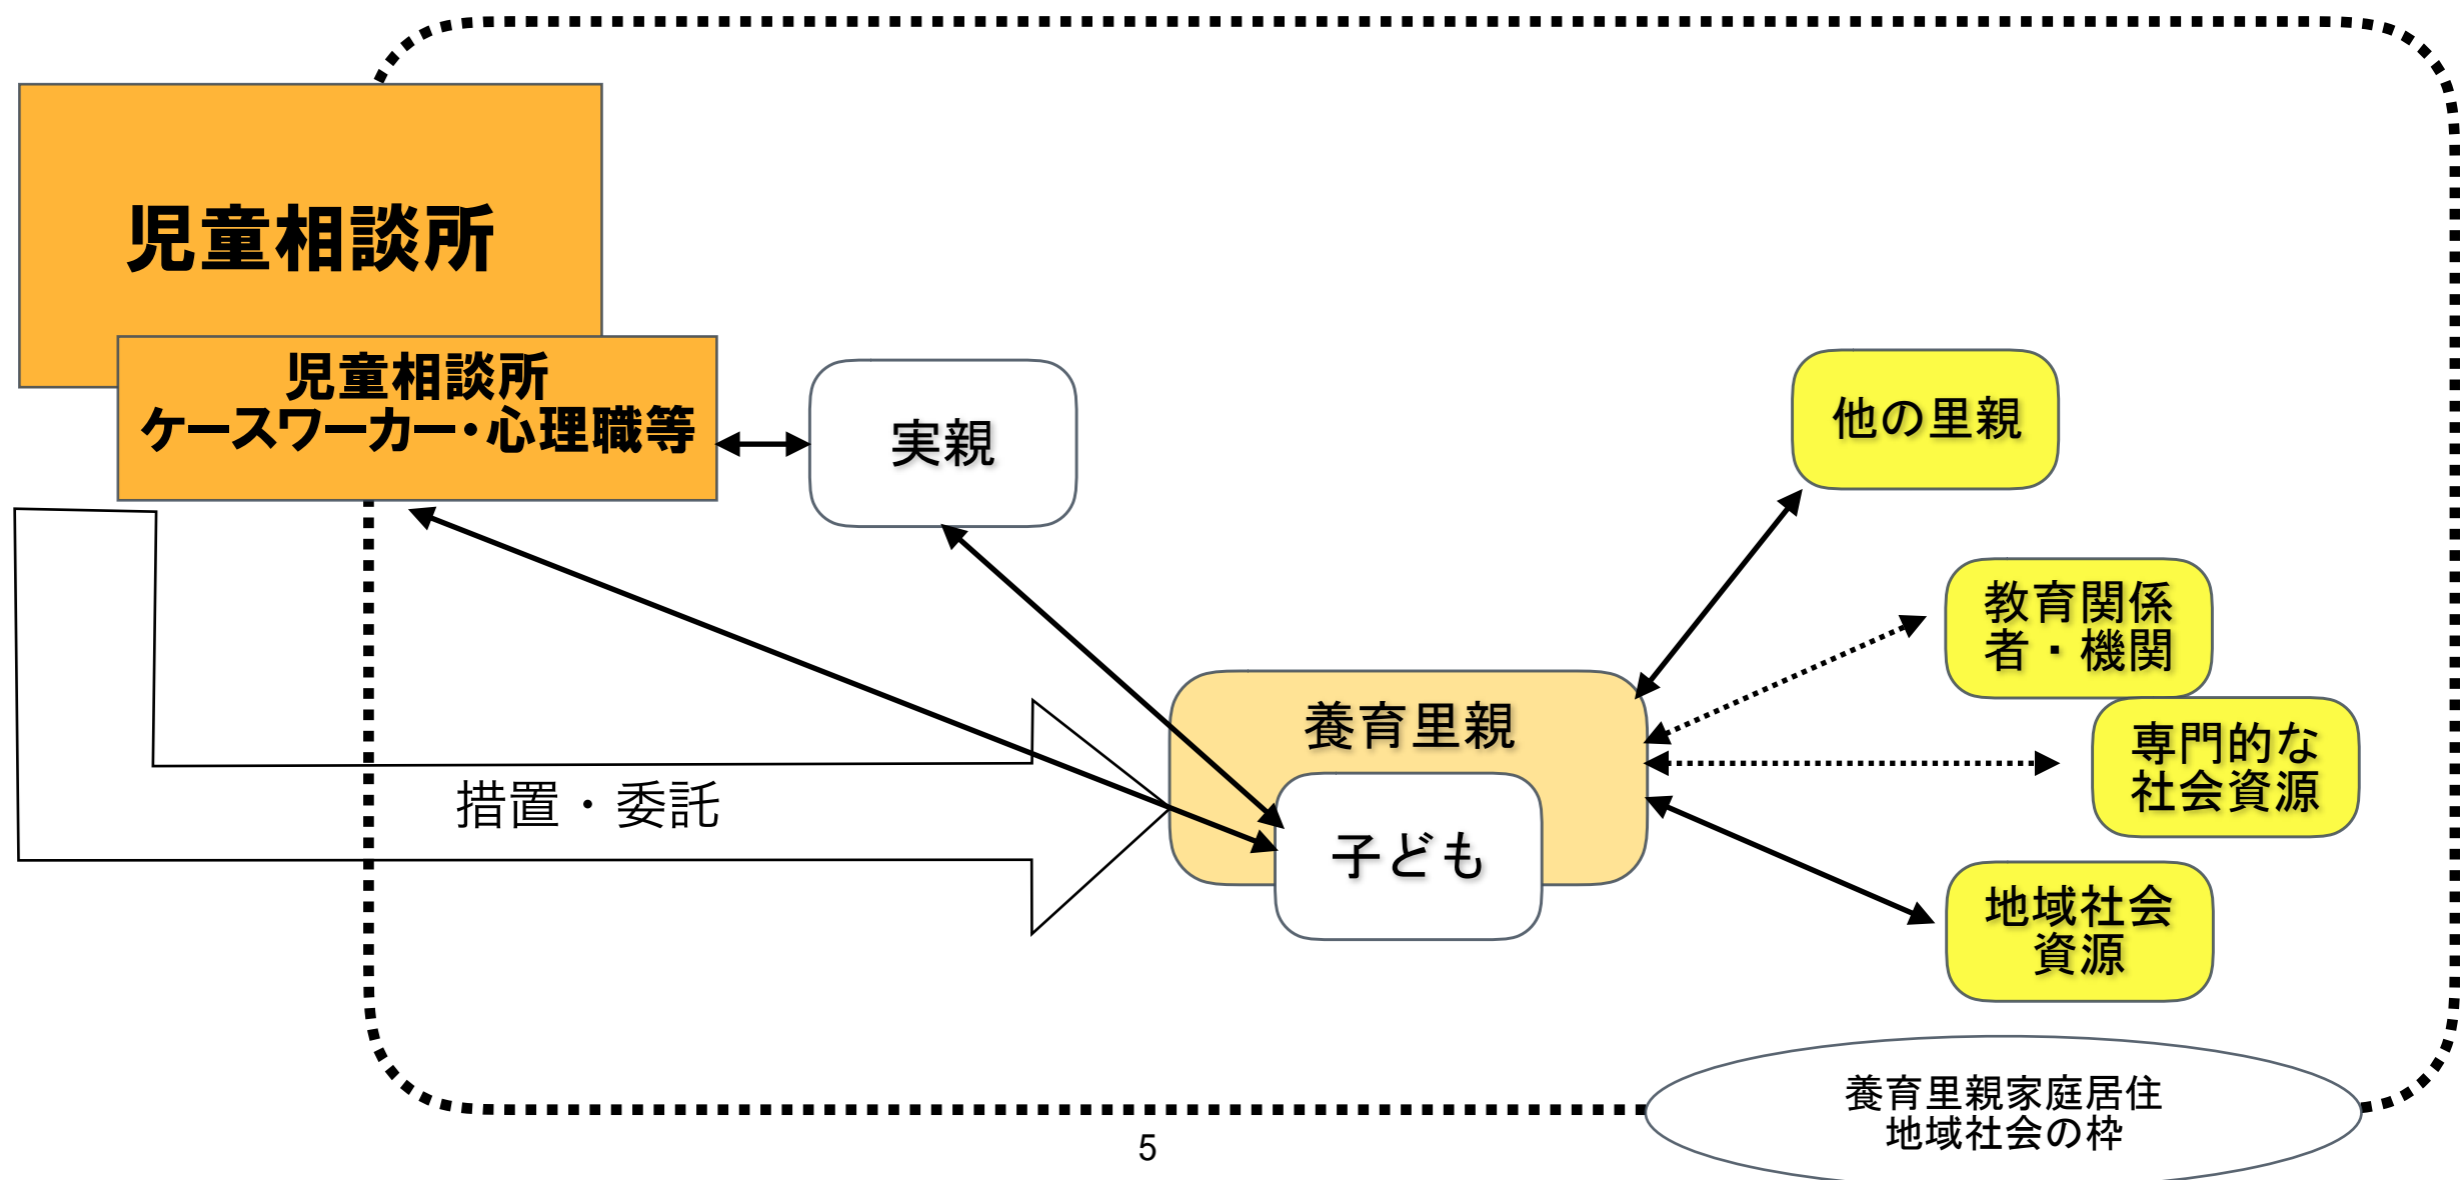 児童相談所
児童相談所
ケースワーカー・心理職等
実親
他の里親
教育関係
者・機関
養育里親
専門的な
社会資源
措置・委託
子ども
地域社会
資源
養育里親家庭居住
地域社会の枠
5